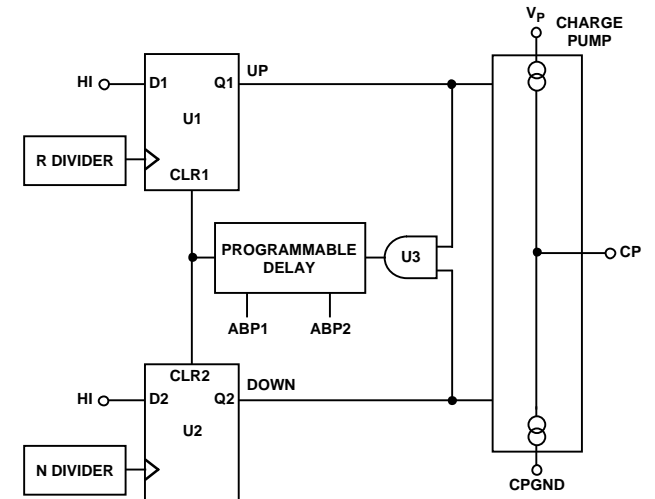 VP
CHARGE
PUMP
HI
D1
Q1
UP
U1
R DIVIDER
CLR1
PROGRAMMABLE
DELAY
U3
CP
ABP1
ABP2
CLR2
DOWN
HI
D2
Q2
U2
N DIVIDER
CPGND